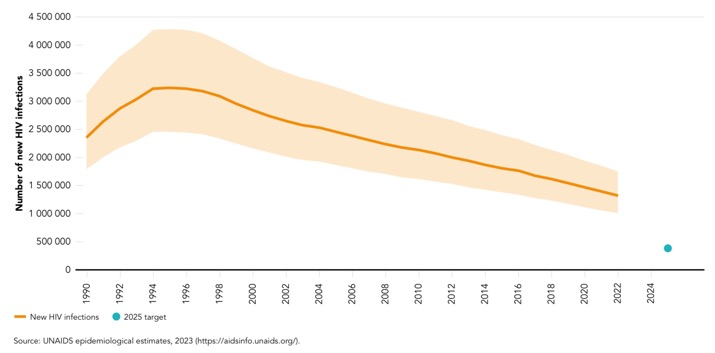 4 500 000
4 000 000
3 500 000
3 000 000
2 500 000
2 000 000
1 500 000
1 000 000
500 000
0
Number of new HIV infections
1990
1992
1994
1996
1998
2000
2002
2004
2006
2008
2010
2012
2014
2016
2018
2020
2022
2024
New HIV infections
2025 target
Source: UNAIDS epidemiological estimates, 2023 (https://aidsinfo.unaids.org/).